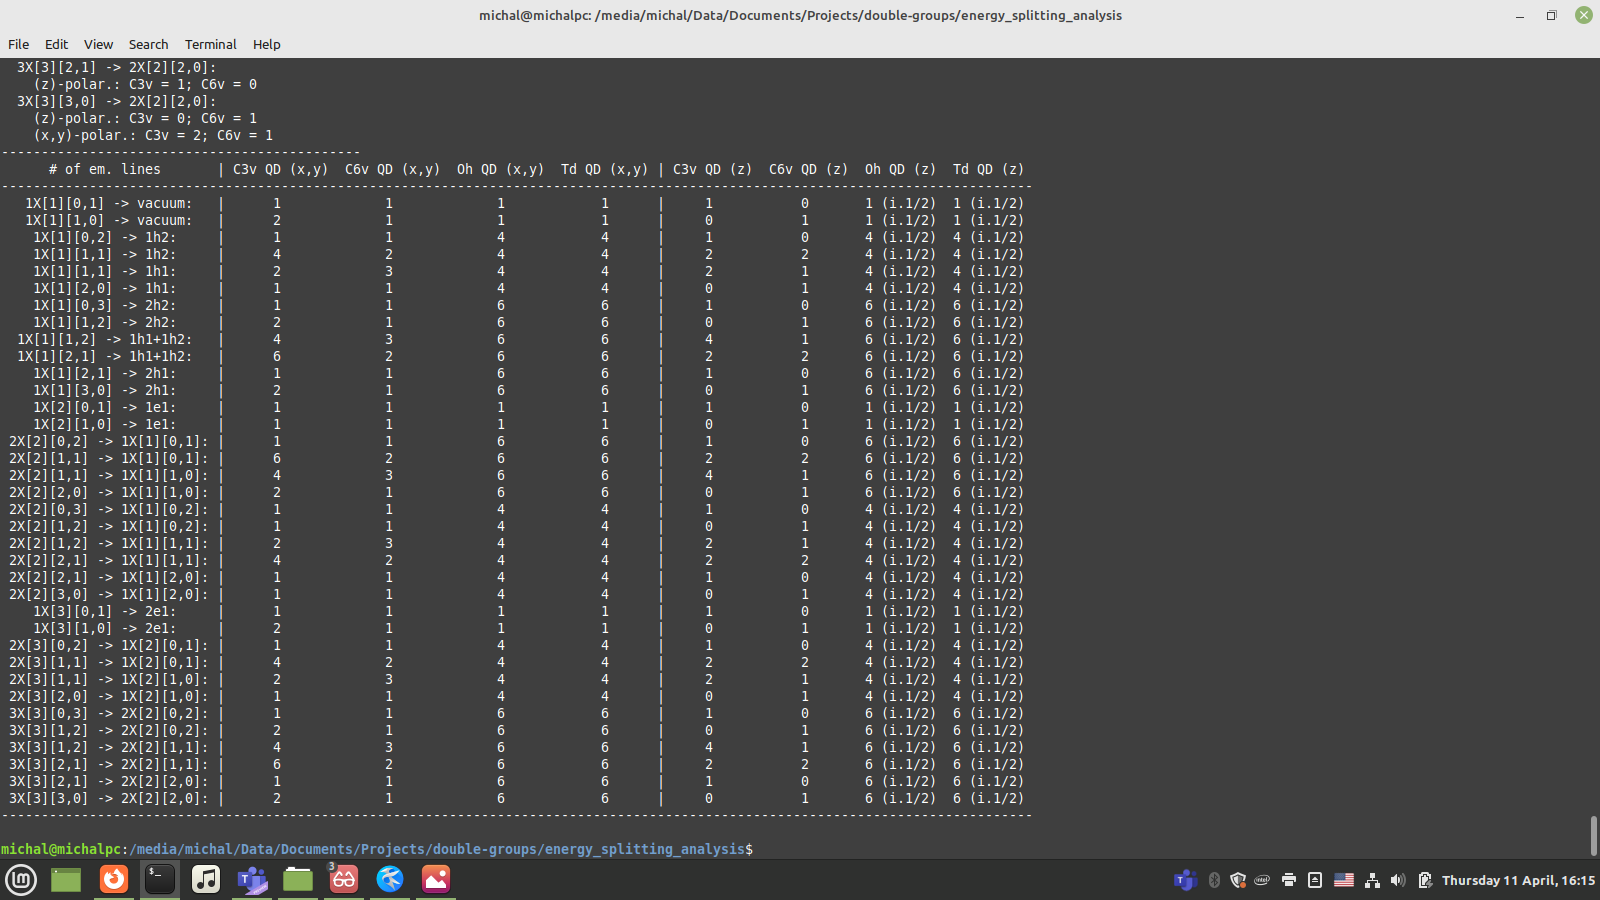 michal@michalpc: /media/michal/Data/Documents/Projects/double-groups/energy_splitting_analysis
File Edit View Search Terminal Help
3X[3][2,1] -> 2X[2][2,0]:
(z)-polar.: C3v = 1; C6v = 0
3X[3][3,0] -> 2X[2][2,0]:
(z)-polar.: C3v = 0; C6v = 1
(x,y)-polar.: C3v = 2; C6v = 1
---------------------------------------------
# of em. lines | C3v QD (x,y) C6v QD (x,y) Oh QD (x,y) Td QD (x,y) | C3v QD (z) C6v QD (z) Oh QD (z) Td QD (z)
---------------------------------------------------------------------------------------------------------------------------------
1X[1][0,1] -> vacuum: | 1 1 1 1 | 1 0 1 (i.1/2) 1 (i.1/2)
1X[1][1,0] -> vacuum: | 2 1 1 1 | 0 1 1 (i.1/2) 1 (i.1/2)
1X[1][0,2] -> 1h2: | 1 1 4 4 | 1 0 4 (i.1/2) 4 (i.1/2)
1X[1][1,1] -> 1h2: | 4 2 4 4 | 2 2 4 (i.1/2) 4 (i.1/2)
1X[1][1,1] -> 1h1: | 2 3 4 4 | 2 1 4 (i.1/2) 4 (i.1/2)
1X[1][2,0] -> 1h1: | 1 1 4 4 | 0 1 4 (i.1/2) 4 (i.1/2)
1X[1][0,3] -> 2h2: | 1 1 6 6 | 1 0 6 (i.1/2) 6 (i.1/2)
1X[1][1,2] -> 2h2: | 2 1 6 6 | 0 1 6 (i.1/2) 6 (i.1/2)
1X[1][1,2] -> 1h1+1h2: | 4 3 6 6 | 4 1 6 (i.1/2) 6 (i.1/2)
1X[1][2,1] -> 1h1+1h2: | 6 2 6 6 | 2 2 6 (i.1/2) 6 (i.1/2)
1X[1][2,1] -> 2h1: | 1 1 6 6 | 1 0 6 (i.1/2) 6 (i.1/2)
1X[1][3,0] -> 2h1: | 2 1 6 6 | 0 1 6 (i.1/2) 6 (i.1/2)
1X[2][0,1] -> 1e1: | 1 1 1 1 | 1 0 1 (i.1/2) 1 (i.1/2)
1X[2][1,0] -> 1e1: | 1 1 1 1 | 0 1 1 (i.1/2) 1 (i.1/2)
2X[2][0,2] -> 1X[1][0,1]: | 1 1 6 6 | 1 0 6 (i.1/2) 6 (i.1/2)
2X[2][1,1] -> 1X[1][0,1]: | 6 2 6 6 | 2 2 6 (i.1/2) 6 (i.1/2)
2X[2][1,1] -> 1X[1][1,0]: | 4 3 6 6 | 4 1 6 (i.1/2) 6 (i.1/2)
2X[2][2,0] -> 1X[1][1,0]: | 2 1 6 6 | 0 1 6 (i.1/2) 6 (i.1/2)
2X[2][0,3] -> 1X[1][0,2]: | 1 1 4 4 | 1 0 4 (i.1/2) 4 (i.1/2)
2X[2][1,2] -> 1X[1][0,2]: | 1 1 4 4 | 0 1 4 (i.1/2) 4 (i.1/2)
2X[2][1,2] -> 1X[1][1,1]: | 2 3 4 4 | 2 1 4 (i.1/2) 4 (i.1/2)
2X[2][2,1] -> 1X[1][1,1]: | 4 2 4 4 | 2 2 4 (i.1/2) 4 (i.1/2)
2X[2][2,1] -> 1X[1][2,0]: | 1 1 4 4 | 1 0 4 (i.1/2) 4 (i.1/2)
2X[2][3,0] -> 1X[1][2,0]: | 1 1 4 4 | 0 1 4 (i.1/2) 4 (i.1/2)
1X[3][0,1] -> 2e1: | 1 1 1 1 | 1 0 1 (i.1/2) 1 (i.1/2)
1X[3][1,0] -> 2e1: | 2 1 1 1 | 0 1 1 (i.1/2) 1 (i.1/2)
2X[3][0,2] -> 1X[2][0,1]: | 1 1 4 4 | 1 0 4 (i.1/2) 4 (i.1/2)
2X[3][1,1] -> 1X[2][0,1]: | 4 2 4 4 | 2 2 4 (i.1/2) 4 (i.1/2)
2X[3][1,1] -> 1X[2][1,0]: | 2 3 4 4 | 2 1 4 (i.1/2) 4 (i.1/2)
2X[3][2,0] -> 1X[2][1,0]: | 1 1 4 4 | 0 1 4 (i.1/2) 4 (i.1/2)
3X[3][0,3] -> 2X[2][0,2]: | 1 1 6 6 | 1 0 6 (i.1/2) 6 (i.1/2)
3X[3][1,2] -> 2X[2][0,2]: | 2 1 6 6 | 0 1 6 (i.1/2) 6 (i.1/2)
3X[3][1,2] -> 2X[2][1,1]: | 4 3 6 6 | 4 1 6 (i.1/2) 6 (i.1/2)
3X[3][2,1] -> 2X[2][1,1]: | 6 2 6 6 | 2 2 6 (i.1/2) 6 (i.1/2)
3X[3][2,1] -> 2X[2][2,0]: | 1 1 6 6 | 1 0 6 (i.1/2) 6 (i.1/2)
3X[3][3,0] -> 2X[2][2,0]: | 2 1 6 6 | 0 1 6 (i.1/2) 6 (i.1/2)
---------------------------------------------------------------------------------------------------------------------------------
michal@michalpc:/media/michal/Data/Documents/Projects/double-groups/energy_splitting_analysis$
3
Thursday 11 April, 16:15